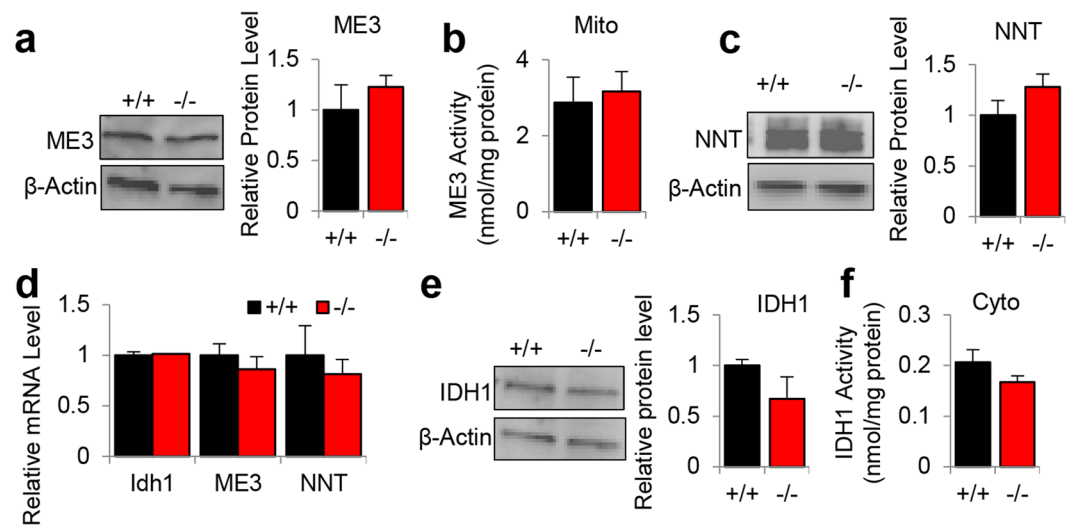 a
ME3
Relative Protein Level
1.5
1
0.5
0
+/+ -/-
+/+ -/-
ME3
β-Actin
b
Mito
ME3 Activity
(nmol/mg protein)
4
2
0
+/+ -/-
c
NNT
Relative Protein Level
1.5
1
0.5
0
+/+ -/-
+/+ -/-
NNT
β-Actin
d
Relative mRNA Level
1.5
1
0.5
0
+/+ -/-
Idh1 ME3 NNT
e
IDH1
Relative protein level
1.5
1
0.5
0
+/+ -/-
+/+ -/-
IDH1
β-Actin
f
Cyto
IDH1 Activity
(nmol/mg protein)
0.3
0.2
0.1
0
+/+ -/-